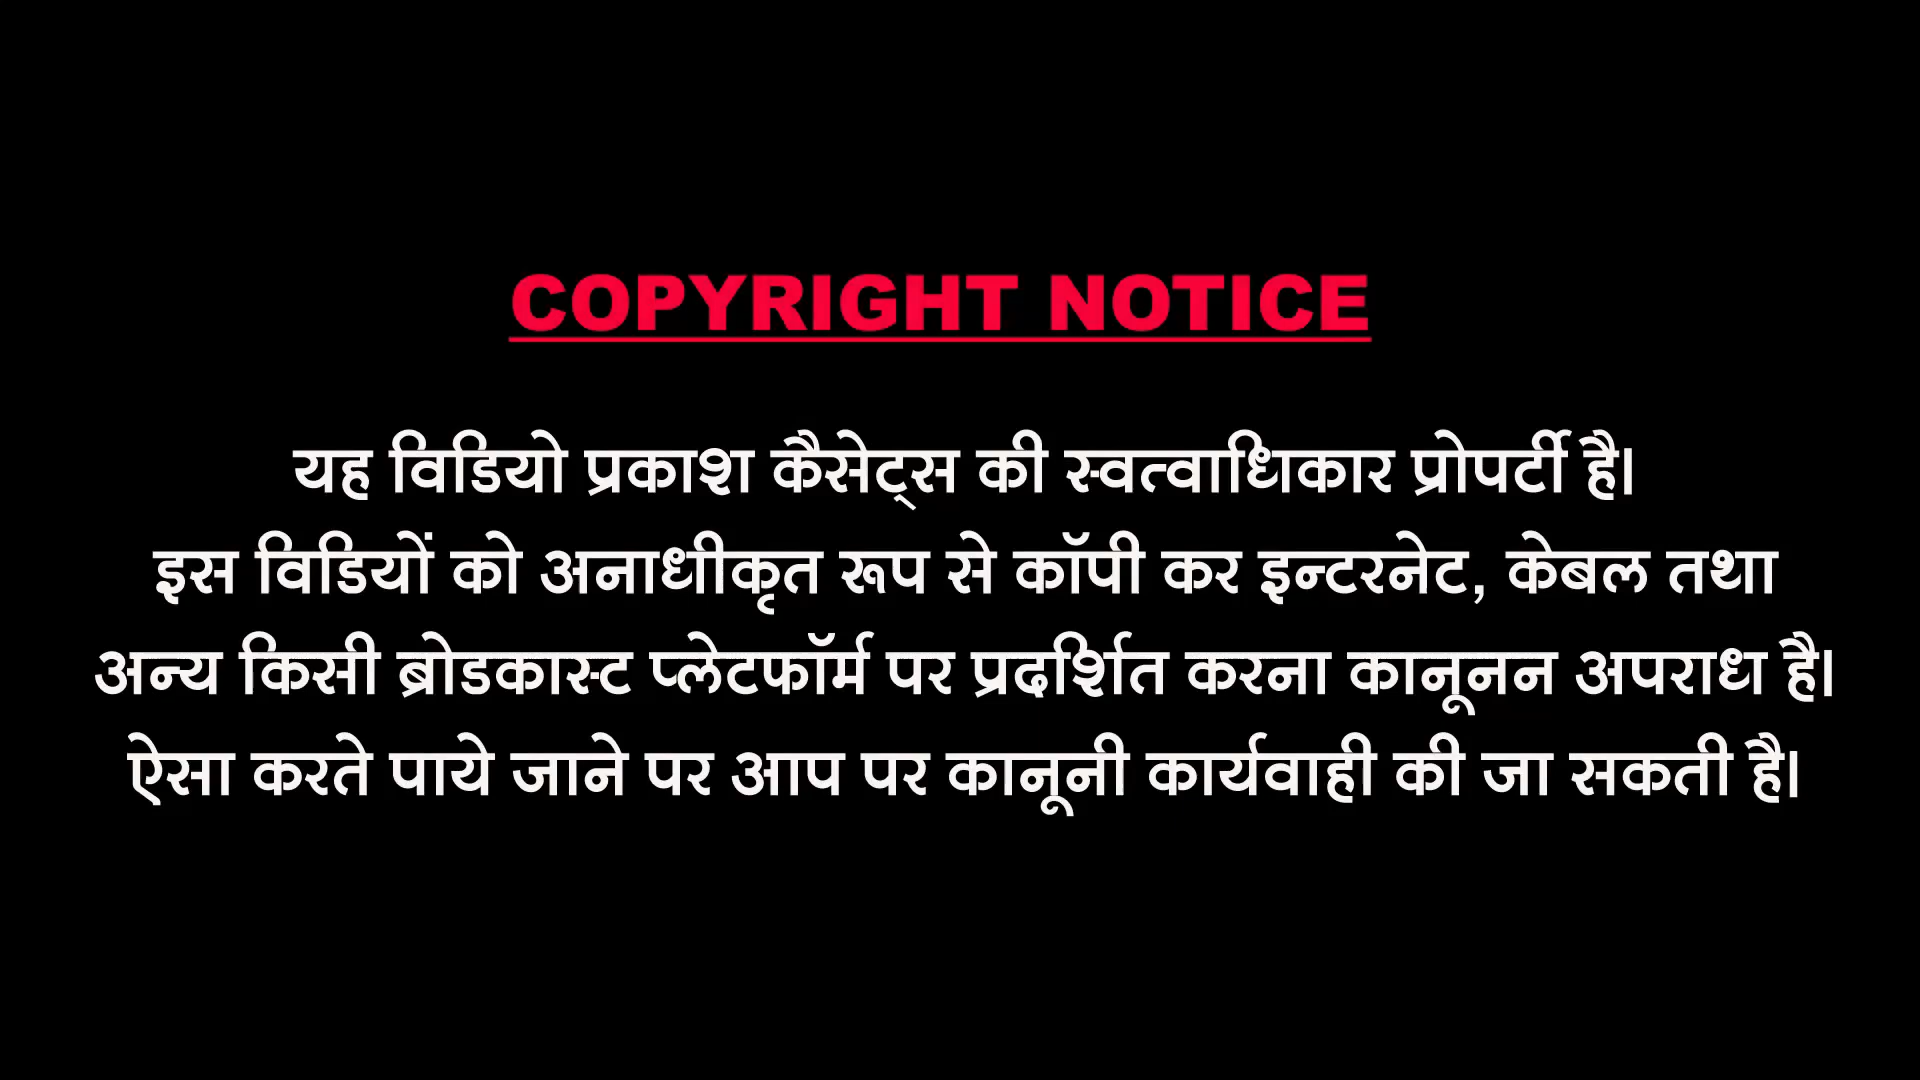 COPYRIGHT NOTICE
यह विडियो प्रकाश कैसेट्स की स्वत्वाधिकार प्रोपर्टी है।
इस विडियों को अनाधीकृत रूप से कॉपी कर इन्टरनेट, केबल तथा
अन्य किसी ब्रोडकास्ट प्लेटफॉर्म पर प्रदर्शित करना कानूनन अपराध है।
ऐसा करते पाये जाने पर आप पर कानूनी कार्यवाही की जा सकती है।